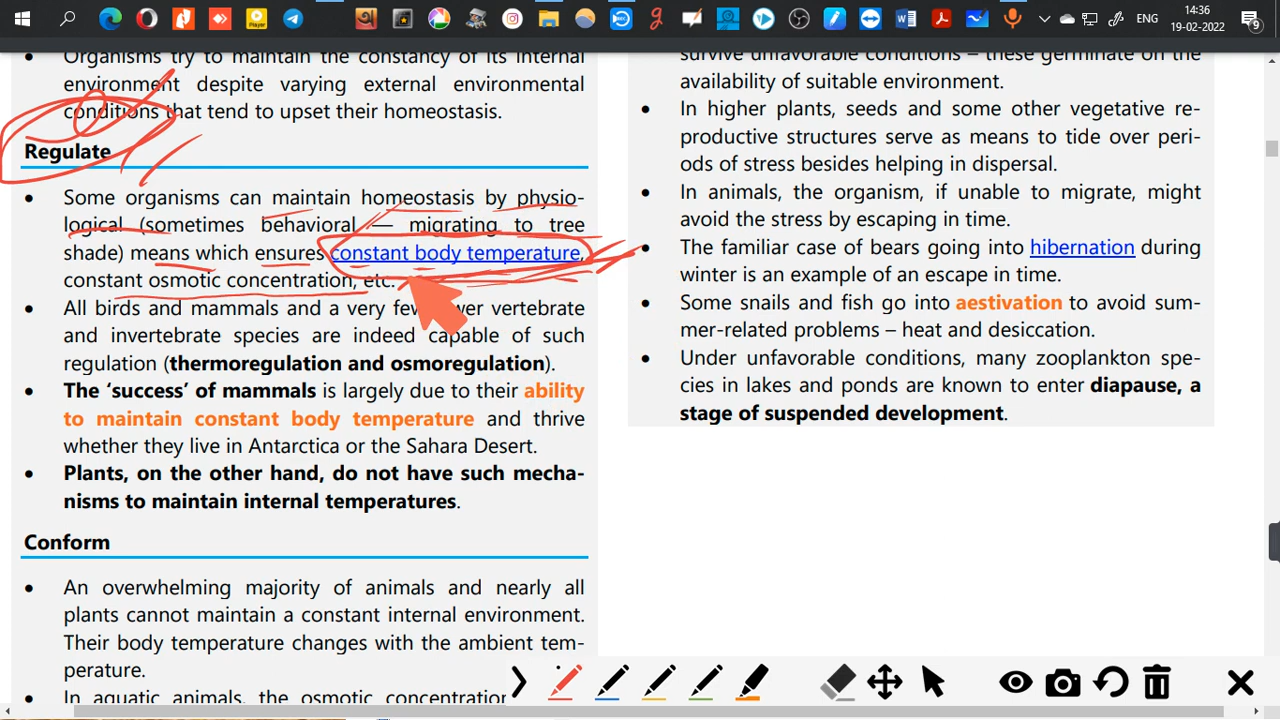 14:36
ENG
19-02-2022
9
Player
Organisms try to maintain the constancy of its internal
environment despite varying external environmental
conditions that tend to upset their homeostasis.
Regulate
Some organisms can maintain homeostasis by physio-
logical (sometimes behavioral — migrating to tree
shade) means which ensures constant body temperature,
constant osmotic concentration, etc.
All birds and mammals and a very few lower vertebrate
and invertebrate species are indeed capable of such
regulation (thermoregulation and osmoregulation).
The ‘success’ of mammals is largely due to their ability
to maintain constant body temperature and thrive
whether they live in Antarctica or the Sahara Desert.
Plants, on the other hand, do not have such mecha-
nisms to maintain internal temperatures.
Conform
An overwhelming majority of animals and nearly all
plants cannot maintain a constant internal environment.
Their body temperature changes with the ambient tem-
perature.
In aquatic animals, the osmotic concentration
survive unfavorable conditions – these germinate on the
availability of suitable environment.
In higher plants, seeds and some other vegetative re-
productive structures serve as means to tide over peri-
ods of stress besides helping in dispersal.
In animals, the organism, if unable to migrate, might
avoid the stress by escaping in time.
The familiar case of bears going into hibernation during
winter is an example of an escape in time.
Some snails and fish go into aestivation to avoid sum-
mer-related problems – heat and desiccation.
Under unfavorable conditions, many zooplankton spe-
cies in lakes and ponds are known to enter diapause, a
stage of suspended development.